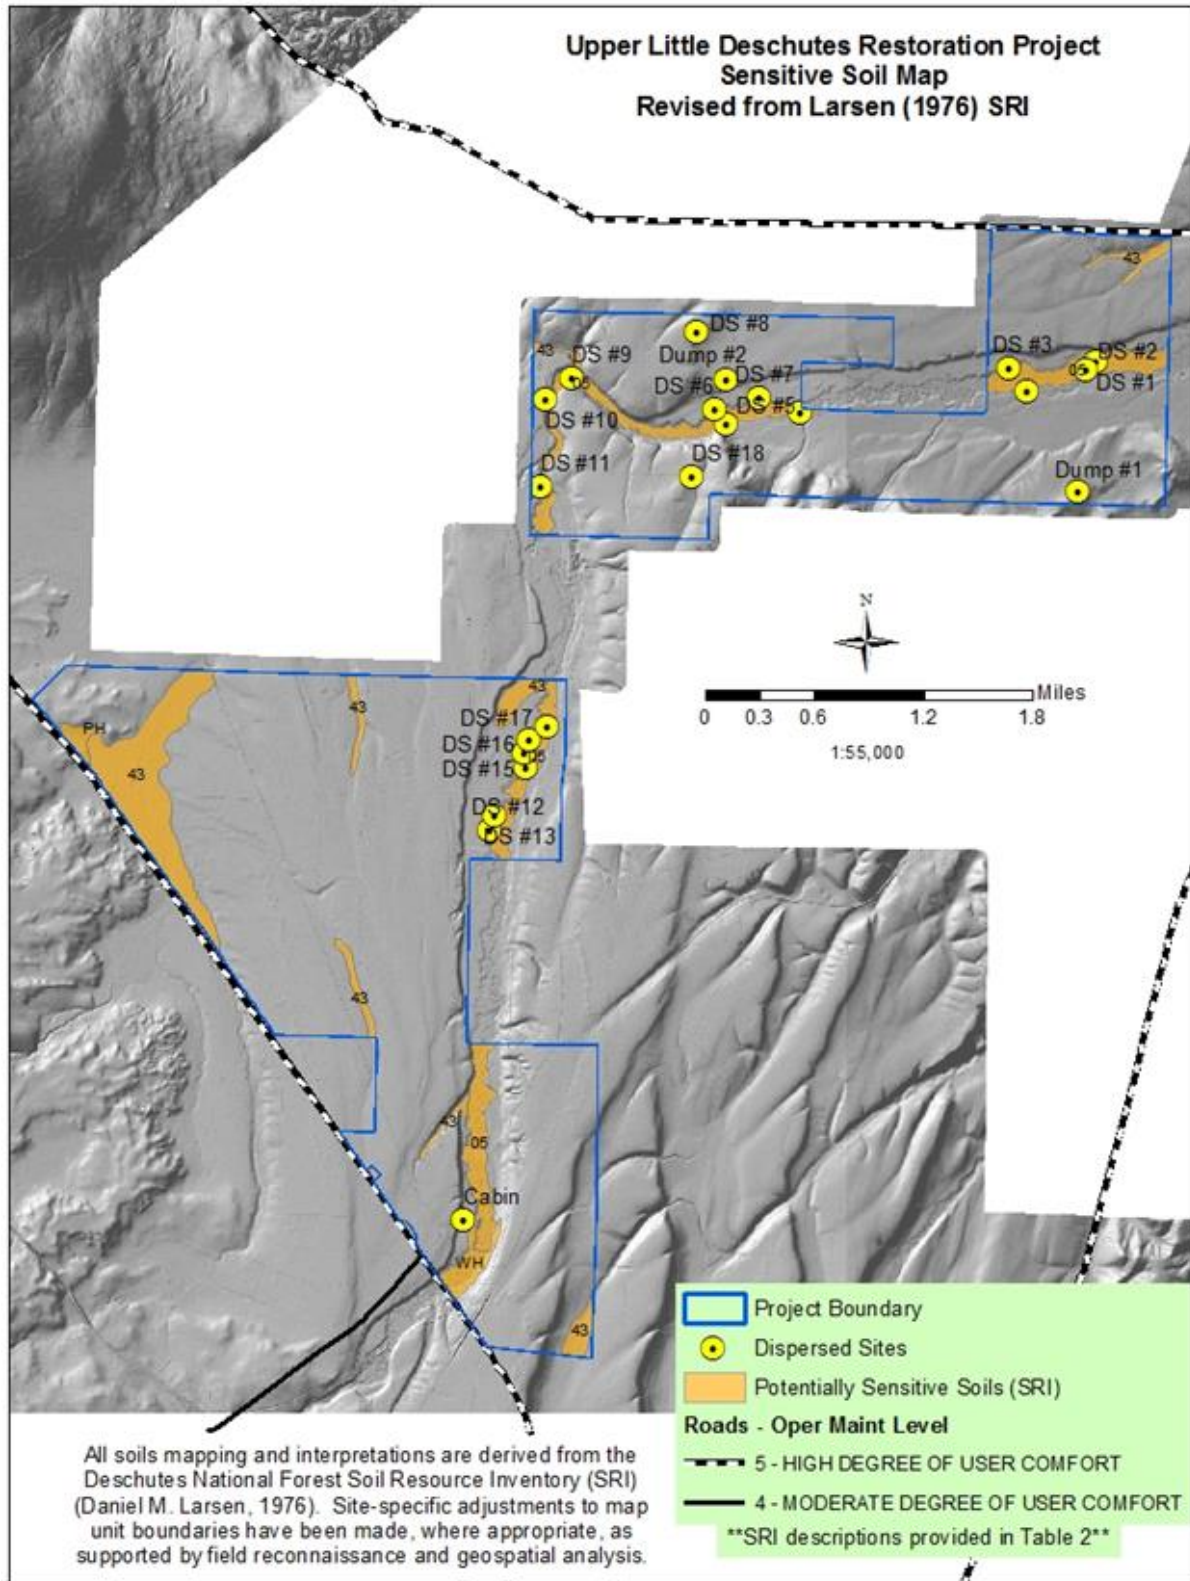 Upper Little Deschutes Restoration Project
Sensitive Soil Map
Revised from Larsen (1976) SRI
43
DS #8
DS #3
DS #2
43
DS #9
Dump #2
05
DS #7
DS #1
05
DS #6
DS #5
DS #10
DS #18
DS #11
Dump #1
N
43
43
PH
DS #17
Miles
0 0.3 0.6 1.2 1.8
DS #16
05
1:55,000
43
DS #15
DS #12
DS #13
43
43
05
Cabin
WH
43
Project Boundary
Dispersed Sites
Potentially Sensitive Soils (SRI)
Roads - Oper Maint Level
5 - HIGH DEGREE OF USER COMFORT
4 - MODERATE DEGREE OF USER COMFORT
**SRI descriptions provided in Table 2**
All soils mapping and interpretations are derived from the
Deschutes National Forest Soil Resource Inventory (SRI)
(Daniel M. Larsen, 1976). Site-specific adjustments to map
unit boundaries have been made, where appropriate, as
supported by field reconnaissance and geospatial analysis.